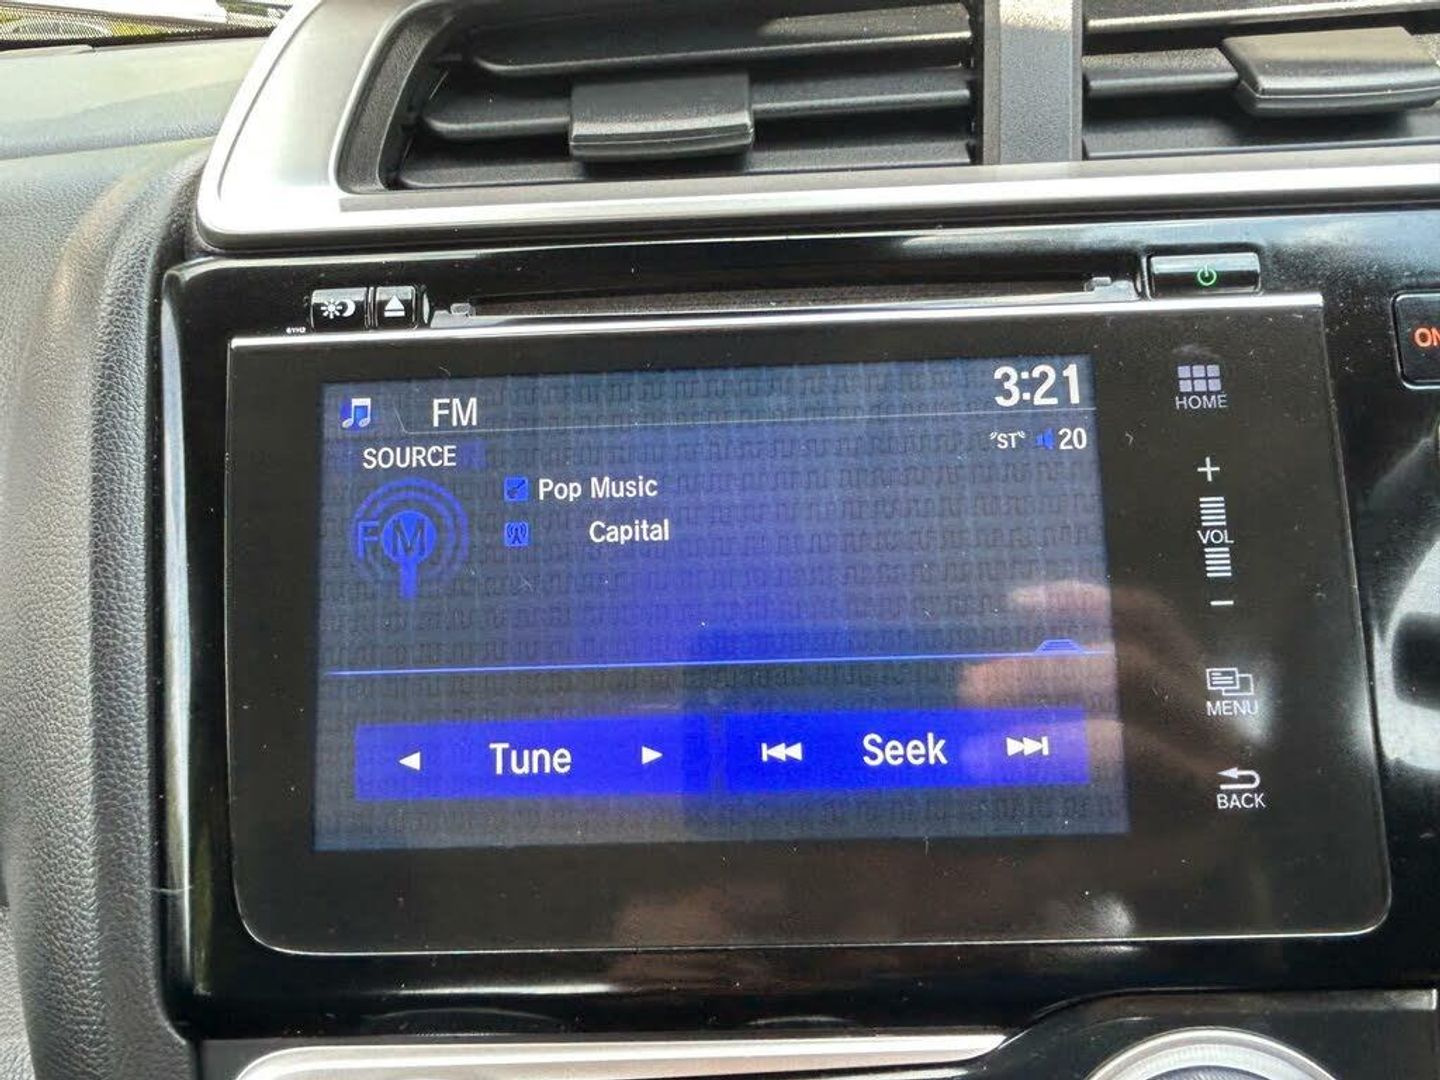 ON
FM
3:21
HOME
SOURCE
"ST" 20
Pop Music
+
FM
Capital
VOL
−
MENU
Tune
Seek
BACK